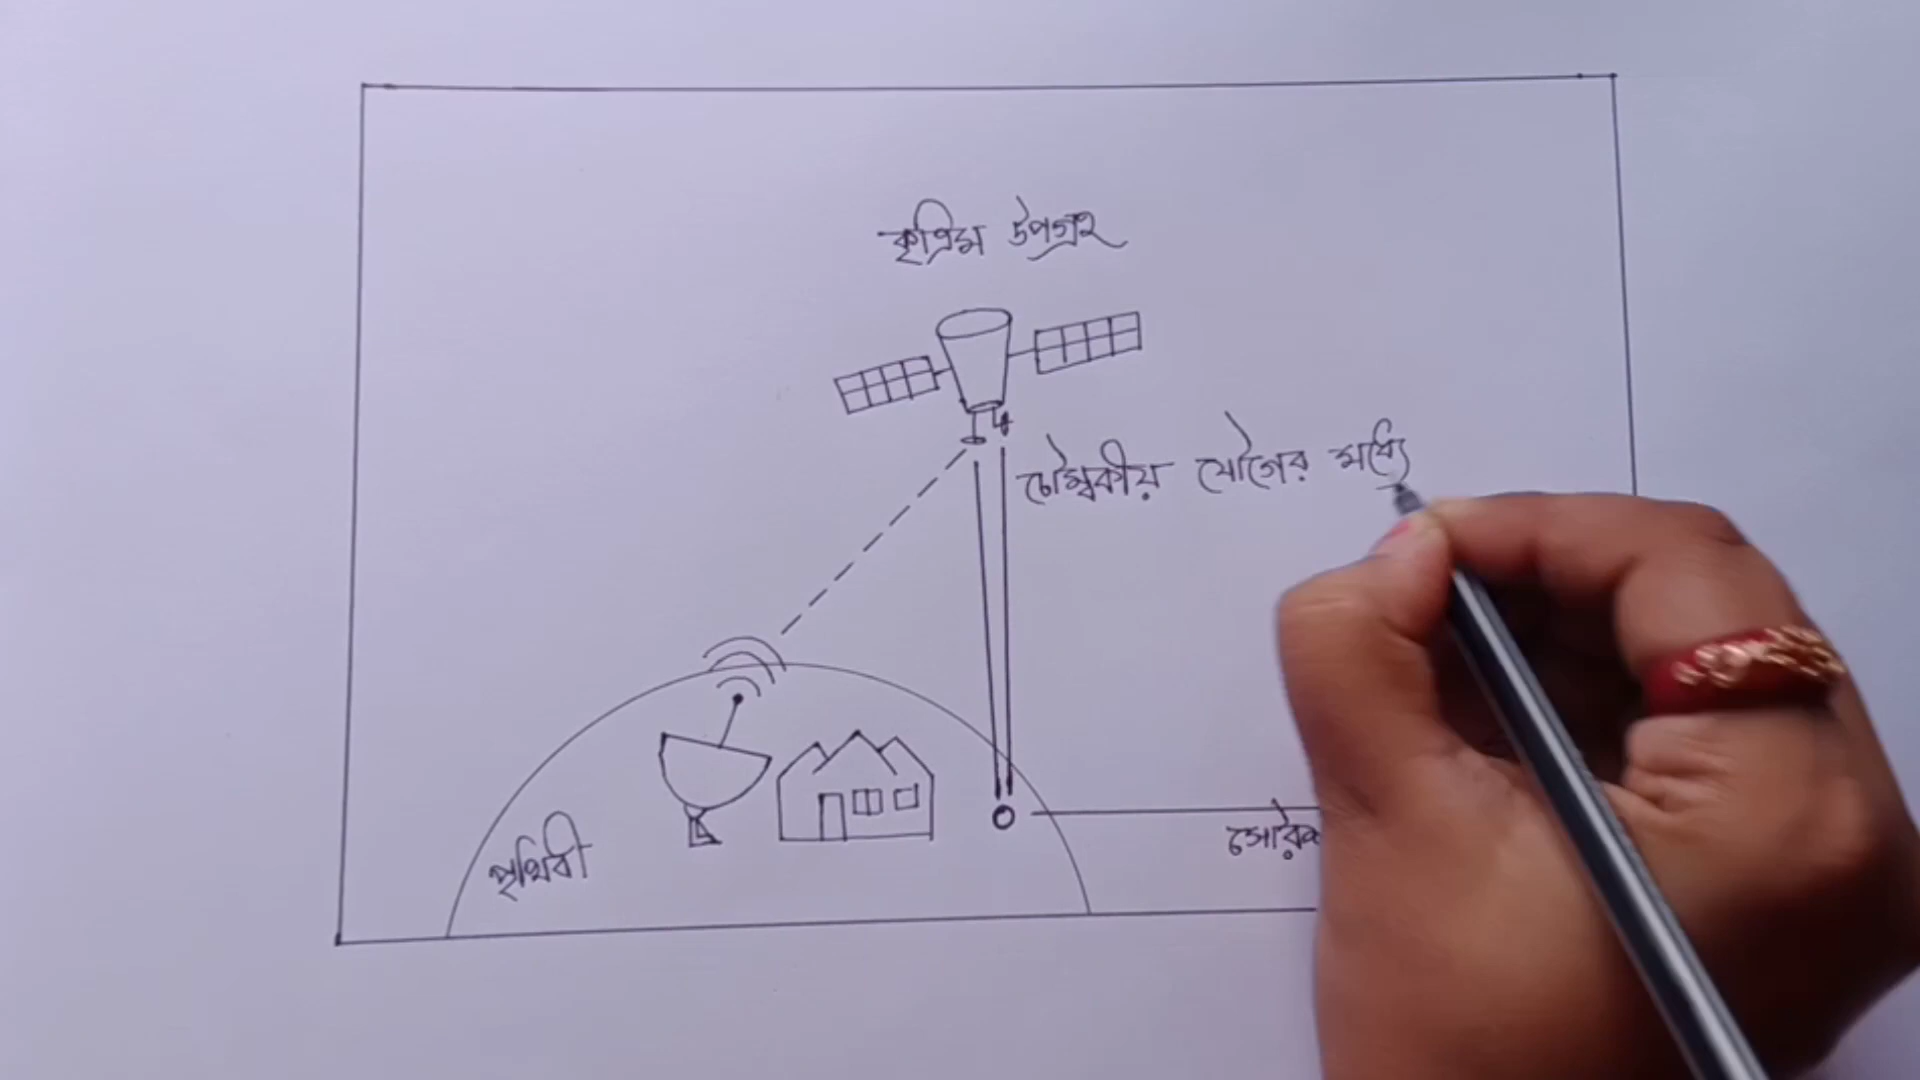 কৃত্রিম উপগ্রহ
চৌম্বকীয় যৌগের মধ্যে
পৃথিবী